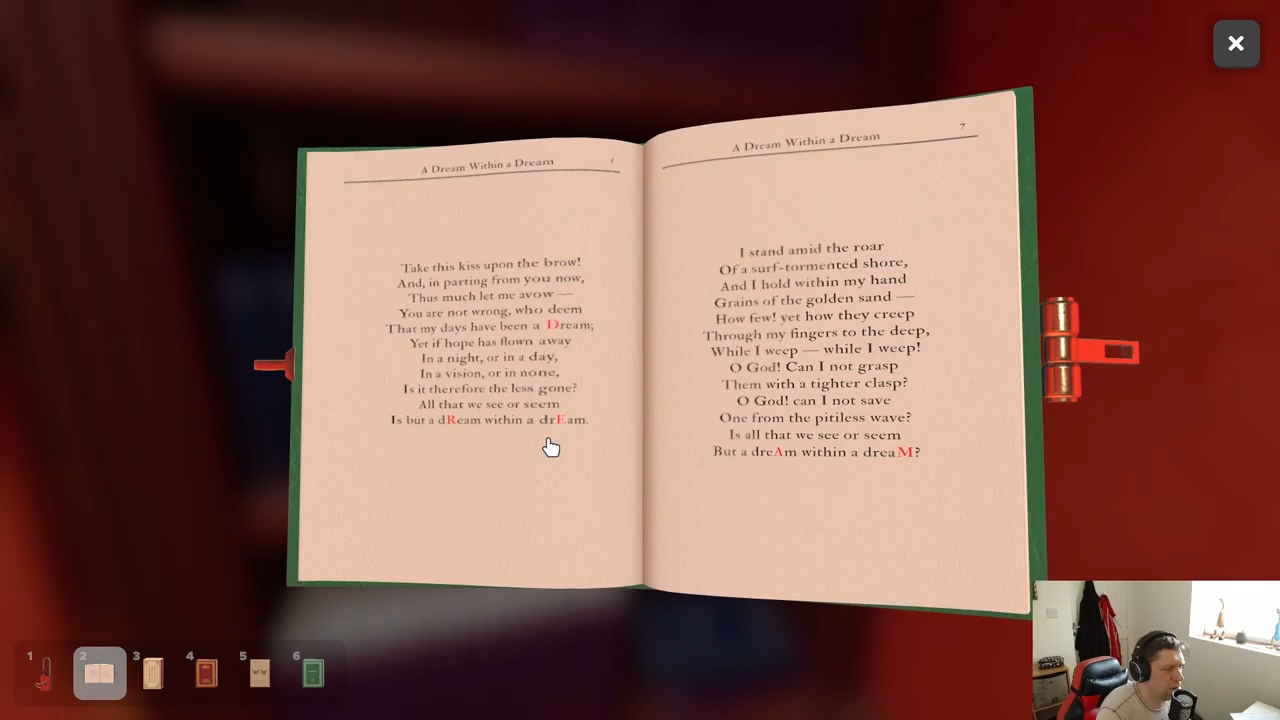 A Dream Within a Dream 6
Take this kiss upon the brow!
And, in parting from you now,
Thus much let me avow —
You are not wrong, who deem
That my days have been a Dream;
Yet if hope has flown away
In a night, or in a day,
In a vision, or in none,
Is it therefore the less gone?
All that we see or seem
Is but a dReam within a drEam.
A Dream Within a Dream 7
I stand amid the roar
Of a surf-tormented shore,
And I hold within my hand
Grains of the golden sand —
How few! yet how they creep
Through my fingers to the deep,
While I weep — while I weep!
O God! Can I not grasp
Them with a tighter clasp?
O God! can I not save
One from the pitiless wave?
Is all that we see or seem
But a dreAm within a dreaM?
1 2 3 4 5 6